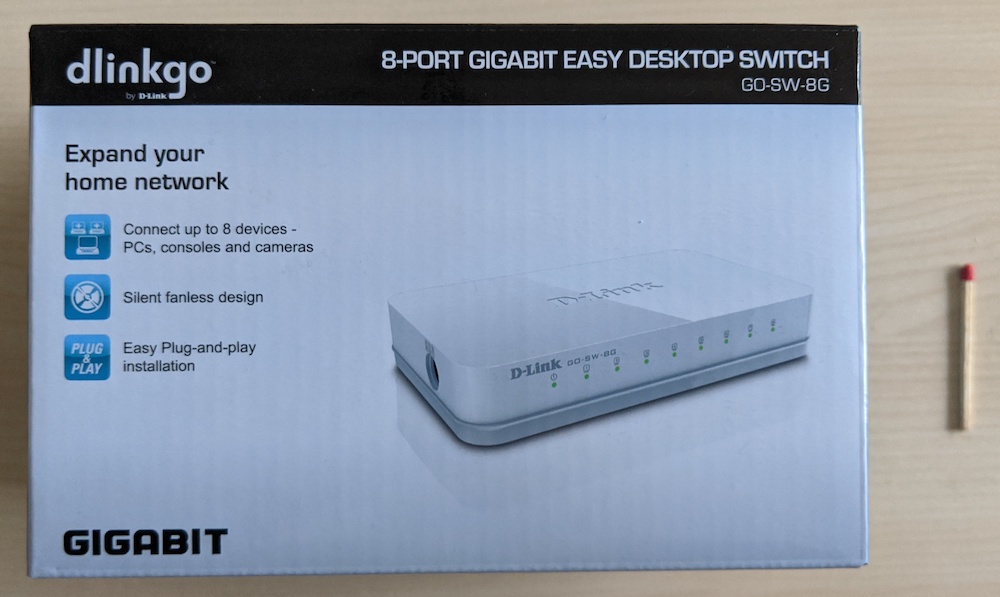 dlinkgo
by D-Link
8-PORT GIGABIT EASY DESKTOP SWITCH
GO-SW-8G
Expand your
home network
Connect up to 8 devices -
PCs, consoles and cameras
Silent fanless design
PLUG
&
PLAY
Easy Plug-and-play
installation
D-Link
D-Link GO-SW-8G
GIGABIT